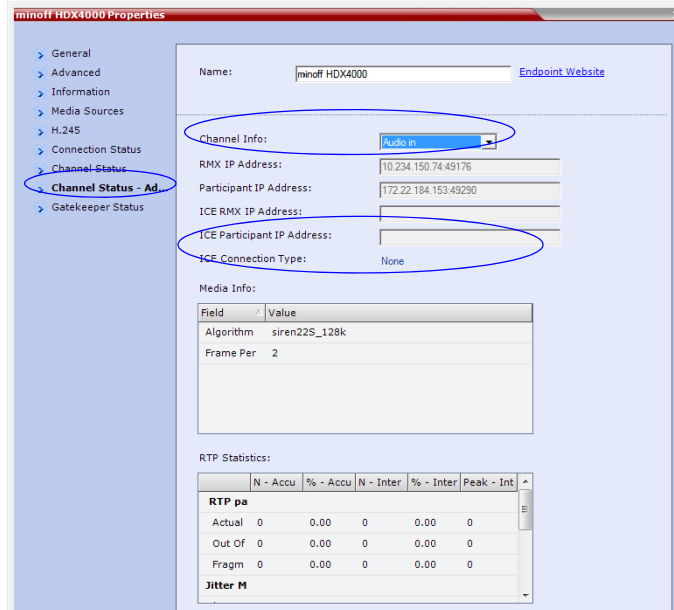 minoff HDX4000 Properties
General
Advanced
Information
Media Sources
H.245
Connection Status
Channel Status
Channel Status - Ad...
Gatekeeper Status
Name: minoff HDX4000 Endpoint Website
Channel Info: Audio in
RMX IP Address: 10.234.150.74:49176
Participant IP Address: 172.22.184.153:49290
ICE RMX IP Address:
ICE Participant IP Address:
ICE Connection Type: None
Media Info:
Field Value
Algorithm siren22S_128k
Frame Per 2
RTP Statistics:
N - Accu % - Accu N - Inter % - Inter Peak - Int
RTP pa
Actual 0 0.00 0 0.00 0
Out Of 0 0.00 0 0.00 0
Fragm 0 0.00 0 0.00 0
Jitter M